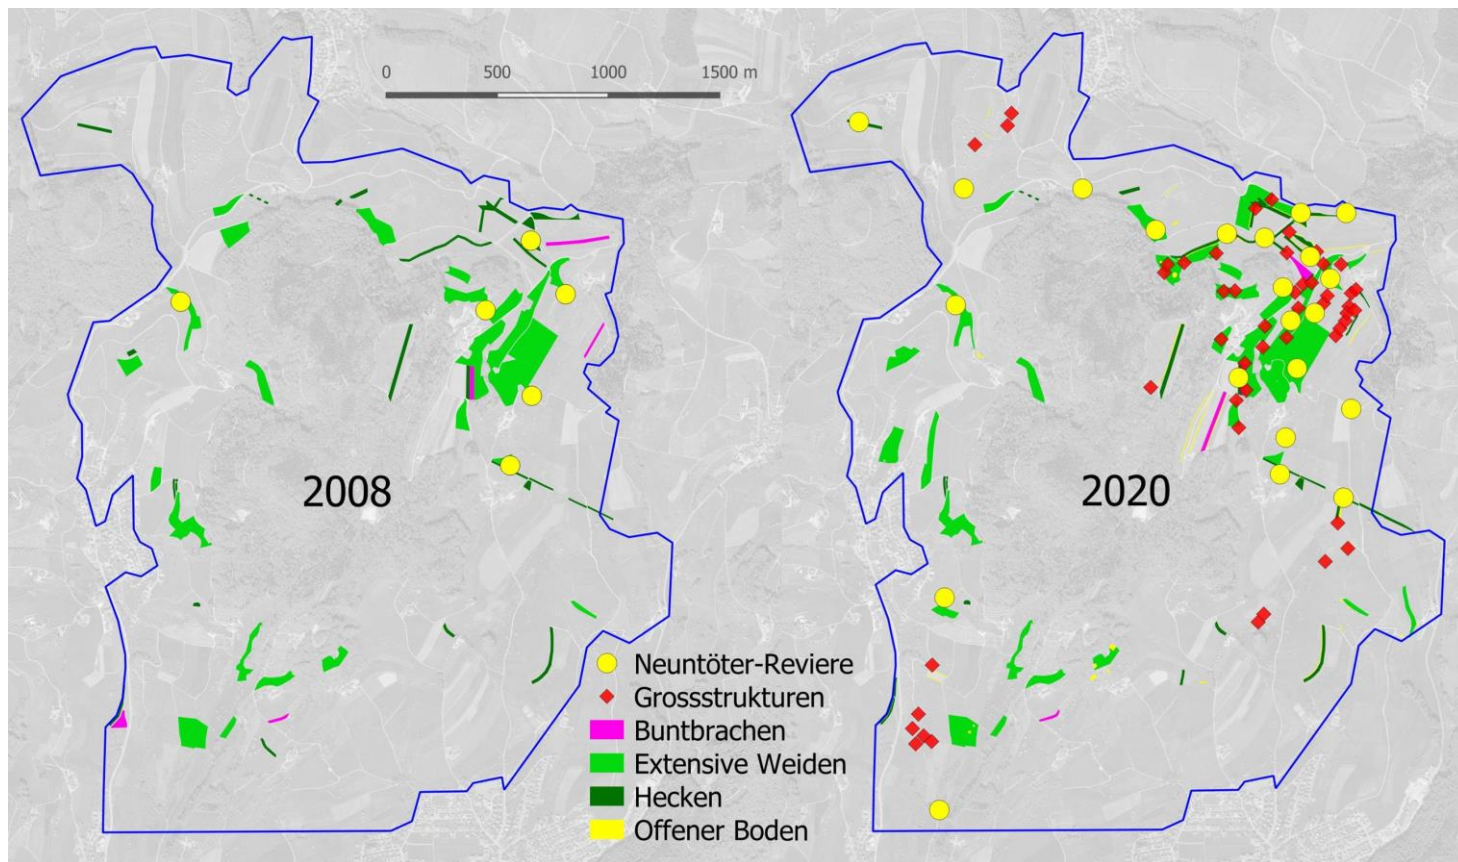 0 500 1000 1500 m
2008
2020
Neuntöter-Reviere
Grossstrukturen
Buntbrachen
Extensive Weiden
Hecken
Offener Boden